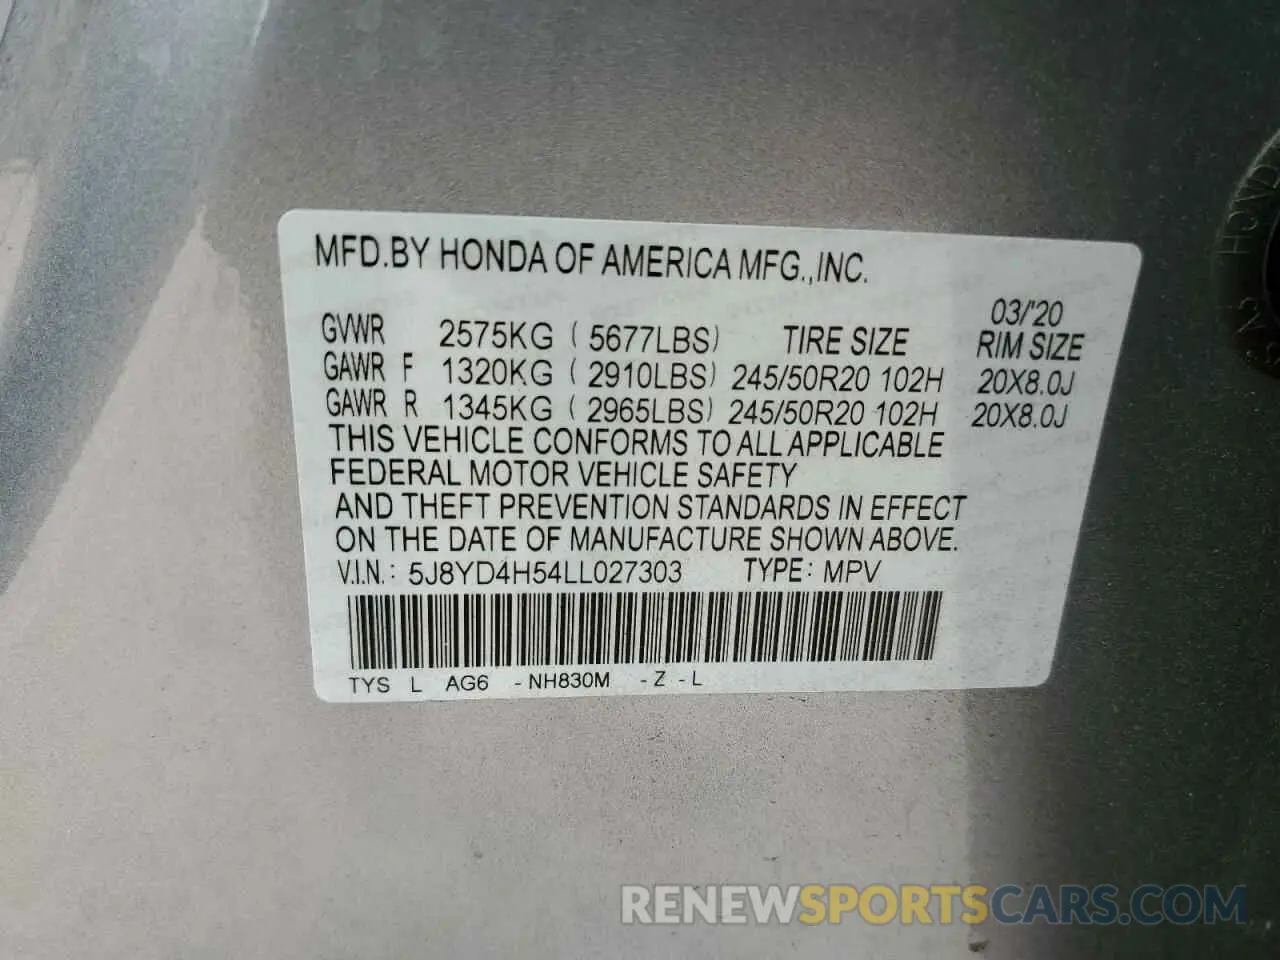 MFD.BY HONDA OF AMERICA MFG.,INC.
03/'20
GVWR 2575KG ( 5677LBS) TIRE SIZE RIM SIZE
GAWR F 1320KG ( 2910LBS) 245/50R20 102H 20X8.0J
GAWR R 1345KG ( 2965LBS) 245/50R20 102H 20X8.0J
THIS VEHICLE CONFORMS TO ALL APPLICABLE
FEDERAL MOTOR VEHICLE SAFETY
AND THEFT PREVENTION STANDARDS IN EFFECT
ON THE DATE OF MANUFACTURE SHOWN ABOVE.
V.I.N.: 5J8YD4H54LL027303 TYPE: MPV
TYS L AG6 - NH830M - Z - L
RENEWSPORTSCARS.COM